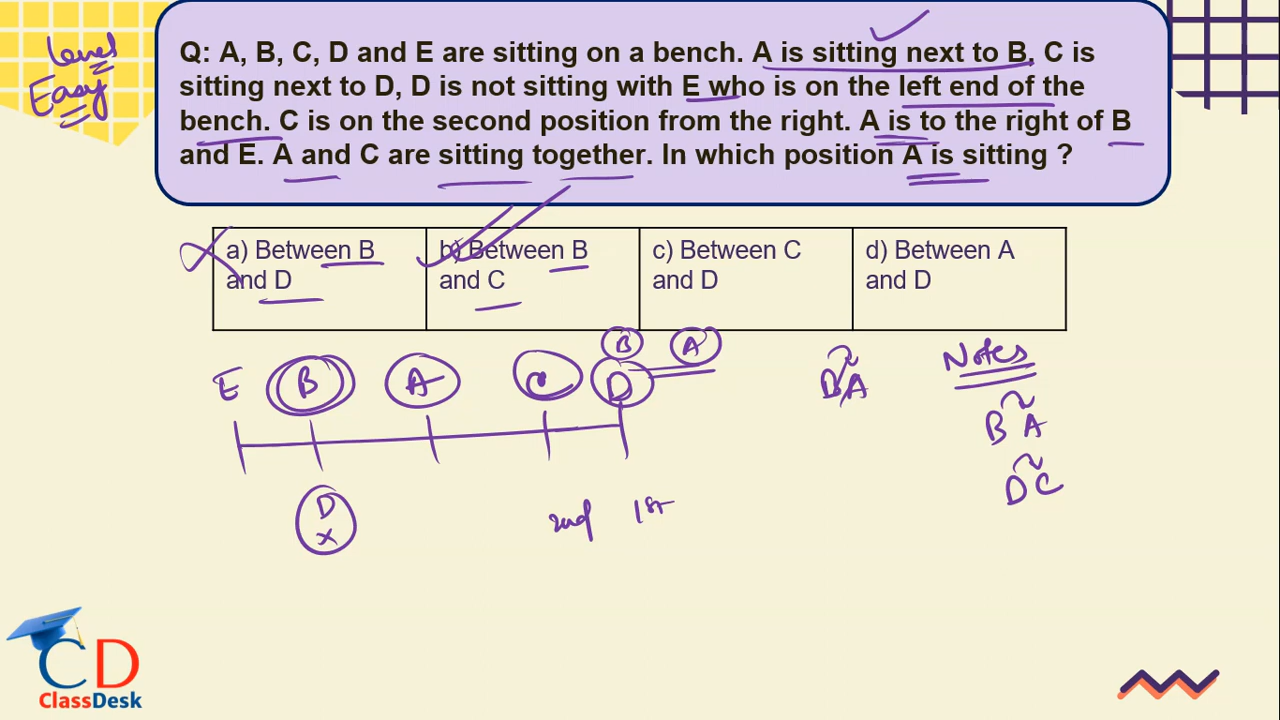 Level
Easy
Q: A, B, C, D and E are sitting on a bench. A is sitting next to B, C is
sitting next to D, D is not sitting with E who is on the left end of the
bench. C is on the second position from the right. A is to the right of B
and E. A and C are sitting together. In which position A is sitting ?
a) Between B
and D
b) Between B
and C
c) Between C
and D
d) Between A
and D
B A
E B A C D
BA
Notes
B A
D C
D
x
2nd 1st
CD
ClassDesk